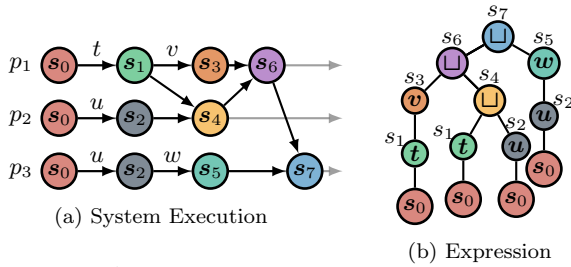 t v
p₁ s₀ s₁ s₃ s₆
u
p₂ s₀ s₂ s₄
u w
p₃ s₀ s₂ s₅ s₇
(a) System Execution
s₇
⊔
s₆ s₅
⊔ w
s₃ s₄ s₂
v ⊔ u
s₁ s₁ s₂ s₀
t t u
s₀ s₀ s₀
(b) Expression